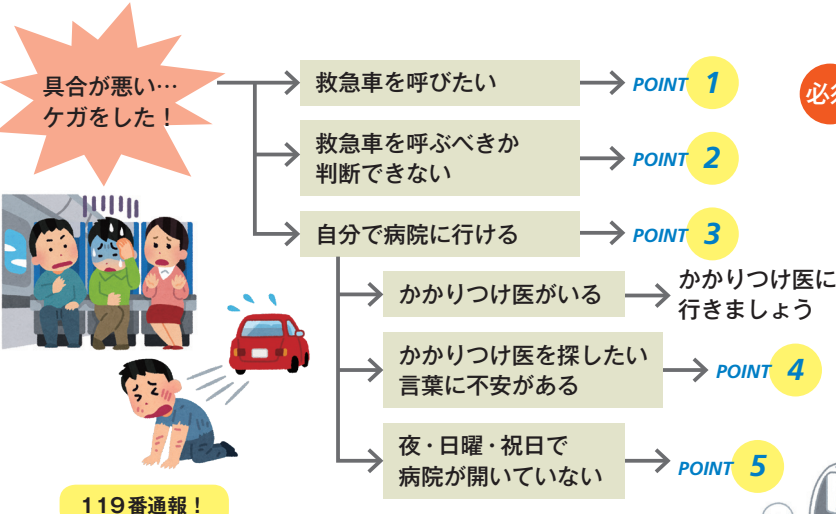 具合が悪い…
ケガをした！
救急車を呼びたい
POINT 1
救急車を呼ぶべきか
判断できない
POINT 2
自分で病院に行ける
POINT 3
かかりつけ医がいる
かかりつけ医に
行きましょう
かかりつけ医を探したい
言葉に不安がある
POINT 4
夜・日曜・祝日で
病院が開いていない
POINT 5
119番通報！